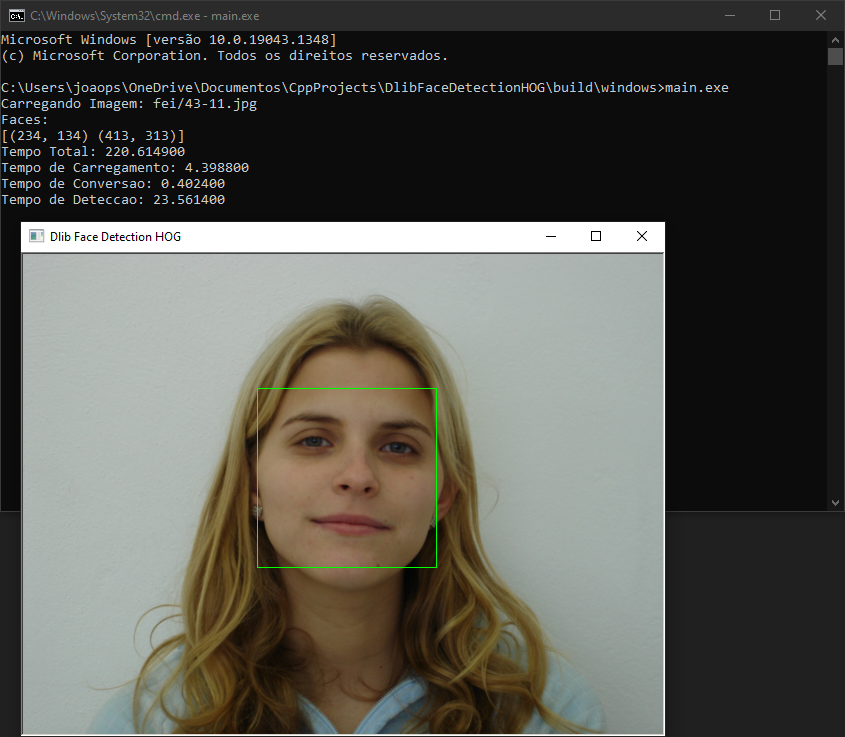 C:\Windows\System32\cmd.exe - main.exe
Microsoft Windows [versão 10.0.19043.1348]
(c) Microsoft Corporation. Todos os direitos reservados.
C:\Users\joaops\OneDrive\Documentos\CppProjects\DlibFaceDetectionHOG\build\windows>main.exe
Carregando Imagem: fei/43-11.jpg
Faces:
[(234, 134) (413, 313)]
Tempo Total: 220.614900
Tempo de Carregamento: 4.398800
Tempo de Conversao: 0.402400
Tempo de Deteccao: 23.561400
Dlib Face Detection HOG